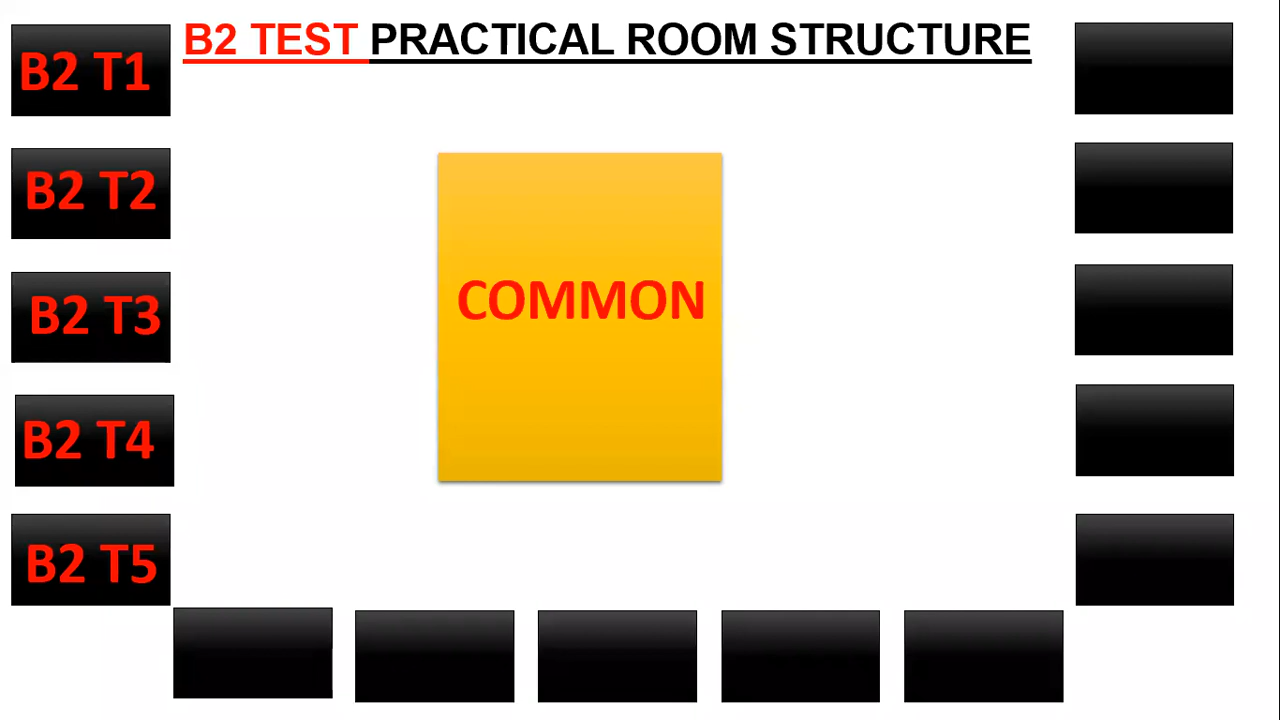 B2 TEST PRACTICAL ROOM STRUCTURE
B2 T1
B2 T2
B2 T3
B2 T4
B2 T5
COMMON